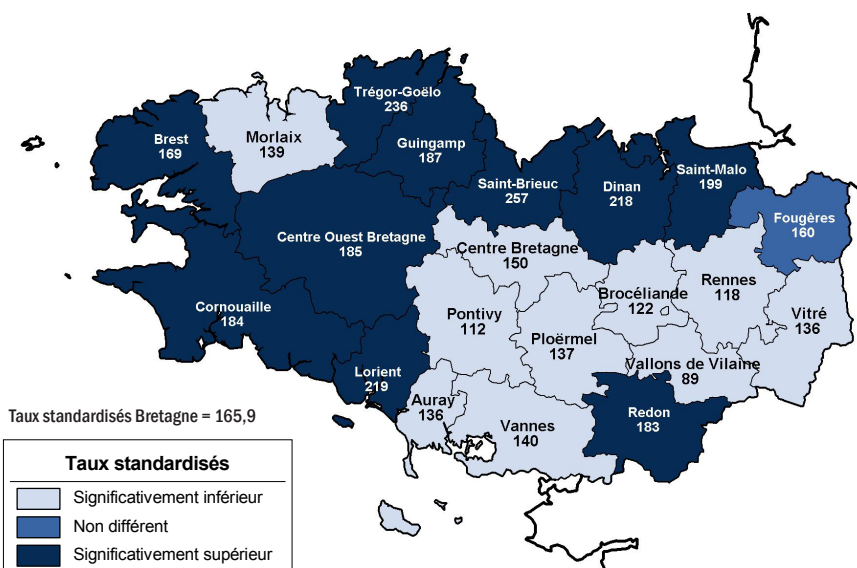 Trégor-Goëlo
236
Brest
169
Morlaix
139
Guingamp
187
Saint-Brieuc
257
Dinan
218
Saint-Malo
199
Fougères
160
Centre Ouest Bretagne
185
Centre Bretagne
150
Rennes
118
Brocéliande
122
Cornouaille
184
Pontivy
112
Ploërmel
137
Vitré
136
Vallons de Vilaine
89
Lorient
219
Auray
136
Vannes
140
Redon
183
Taux standardisés Bretagne = 165,9
Taux standardisés
Significativement inférieur
Non différent
Significativement supérieur